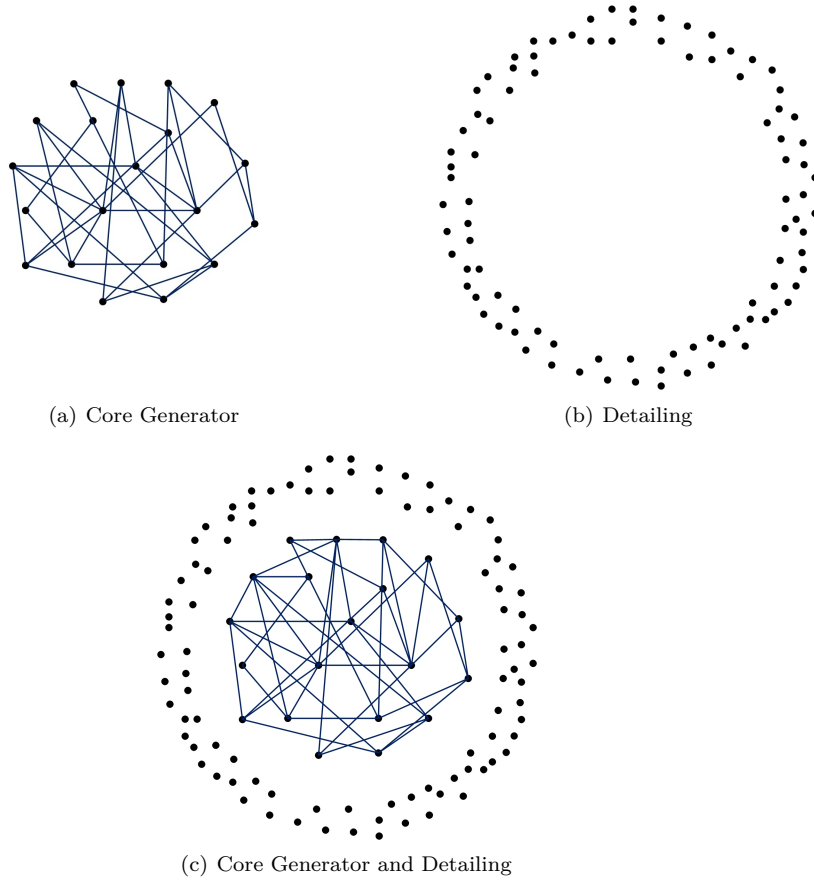 (a) Core Generator
(b) Detailing
(c) Core Generator and Detailing